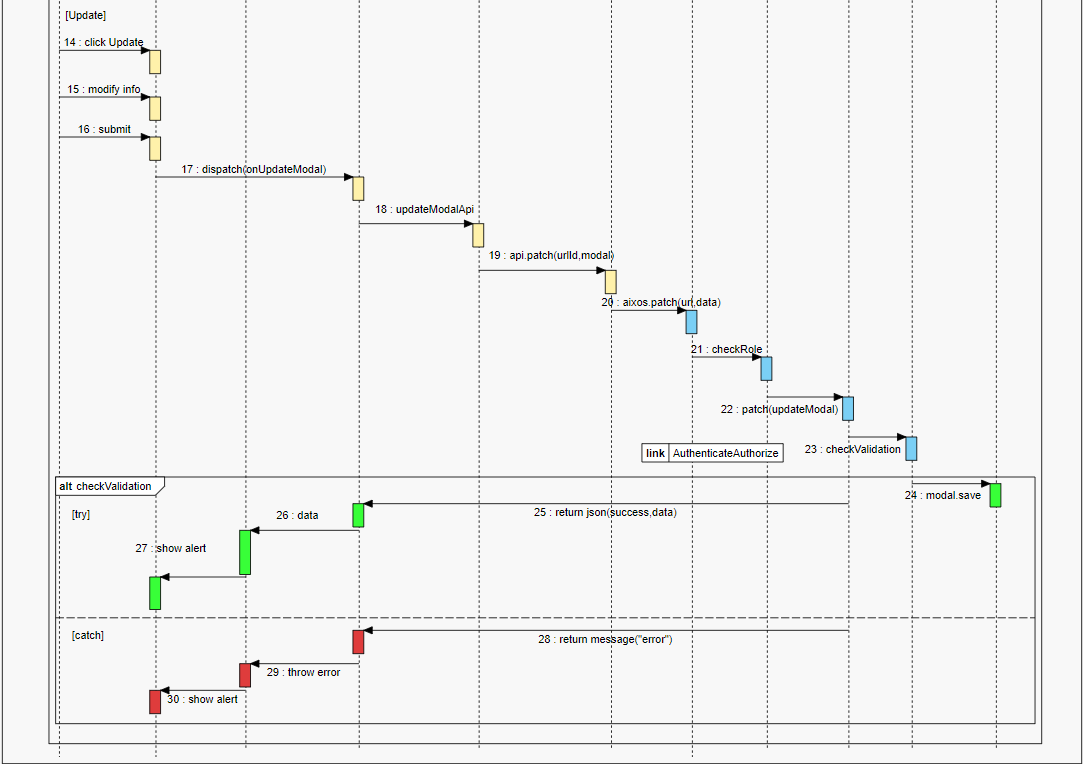 [Update]
14 : click Update
15 : modify info
16 : submit
17 : dispatch(onUpdateModal)
18 : updateModalApi
19 : api.patch(urlId,modal)
20 : aixos.patch(url,data)
21 : checkRole
22 : patch(updateModal)
23 : checkValidation
link AuthenticateAuthorize
alt checkValidation
24 : modal.save
[try]
25 : return json(success,data)
26 : data
27 : show alert
[catch]
28 : return message("error")
29 : throw error
30 : show alert